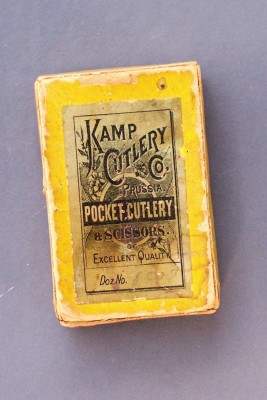 KAMP
CUTLERY
Co.
PRUSSIA.
POCKET-CUTLERY
& SCISSORS.
OF
EXCELLENT QUALITY
Doz No.